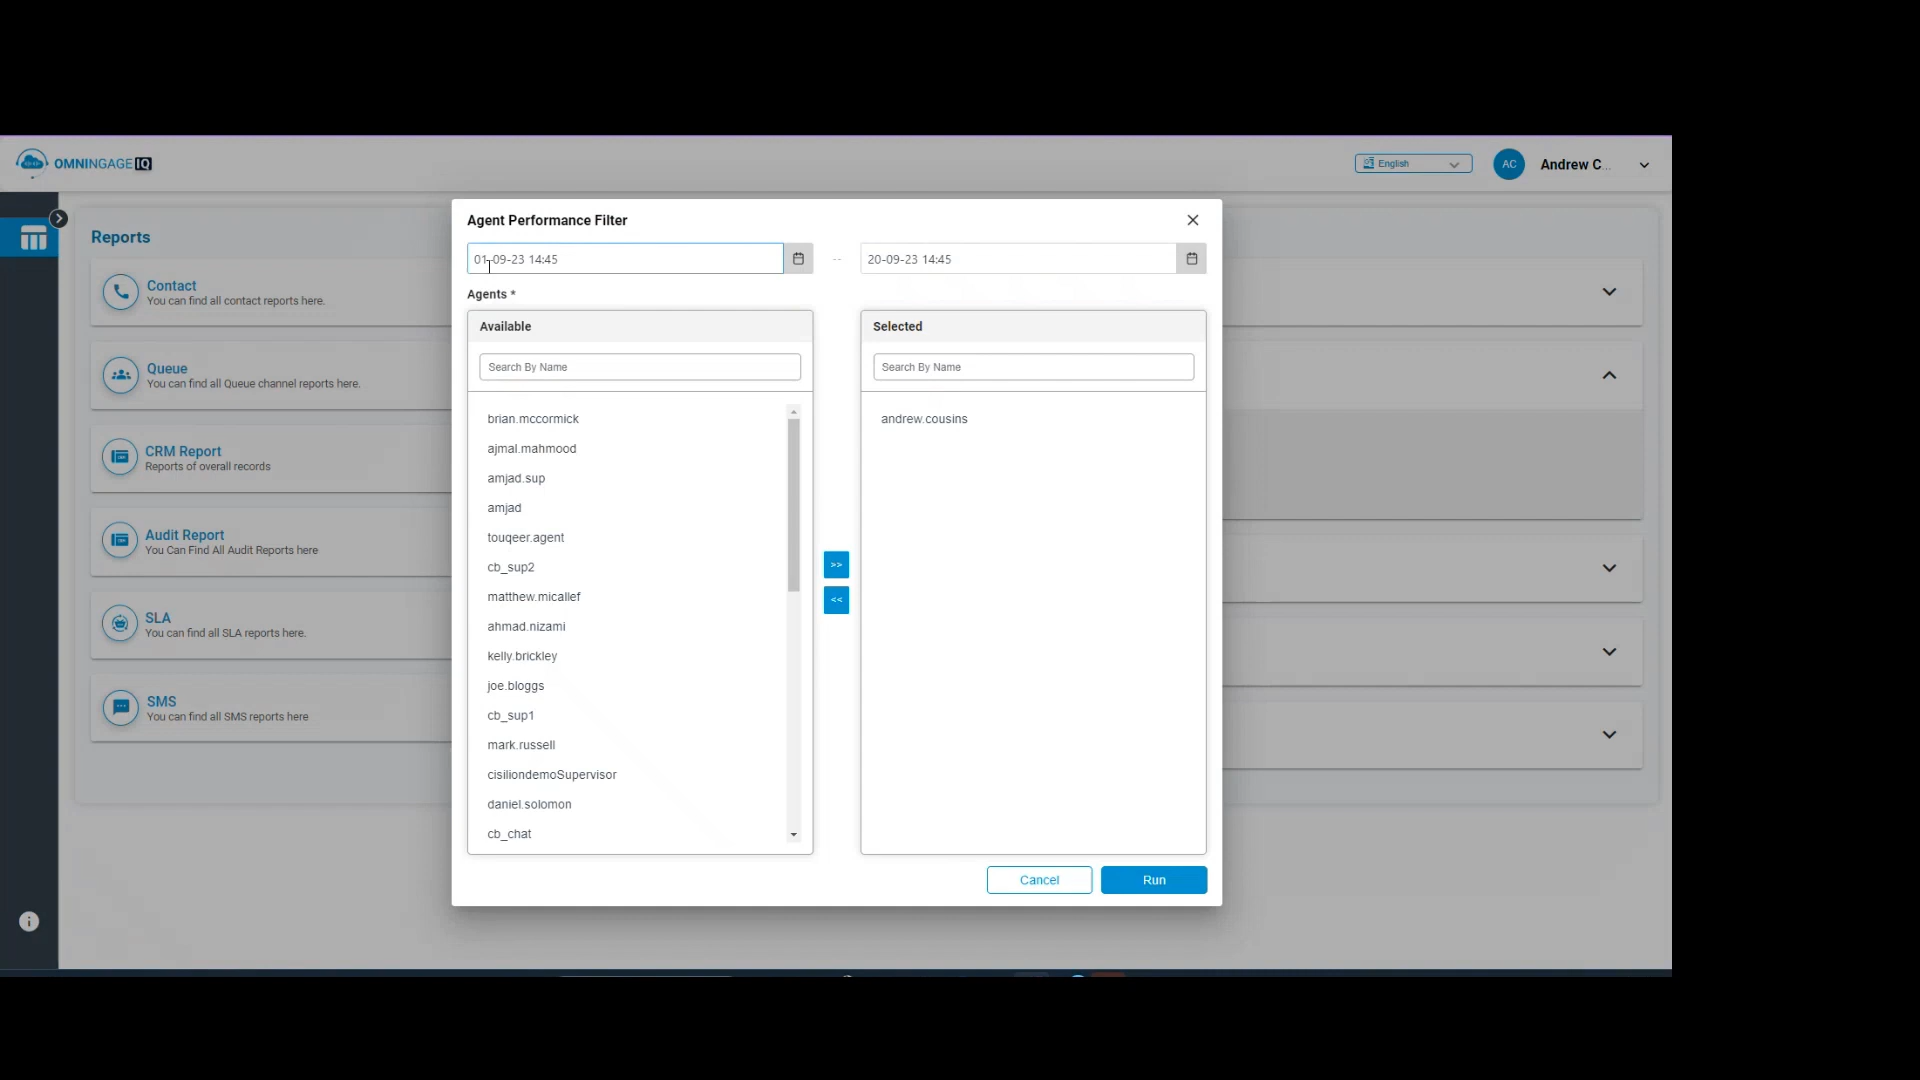 OMNINGAGE IQ
English
AC
Andrew C...
Reports
Contact
You can find all contact reports here.
Queue
You can find all Queue channel reports here.
CRM Report
Reports of overall records
Audit Report
You Can Find All Audit Reports here
SLA
You can find all SLA reports here.
SMS
You can find all SMS reports here
Agent Performance Filter
01-09-23 14:45
--
20-09-23 14:45
Agents *
Available
Search By Name
brian.mccormick
ajmal.mahmood
amjad.sup
amjad
touqeer.agent
cb_sup2
matthew.micallef
ahmad.nizami
kelly.brickley
joe.bloggs
cb_sup1
mark.russell
cisiliondemoSupervisor
daniel.solomon
cb_chat
>>
<<
Selected
Search By Name
andrew.cousins
Cancel
Run